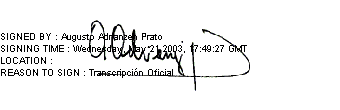 SIGNED BY : Augusto Adrianzen Prato
SIGNING TIME : Wednesday, May 21 2003, 17:49:27 GMT
LOCATION :
REASON TO SIGN : Transcripción Oficial